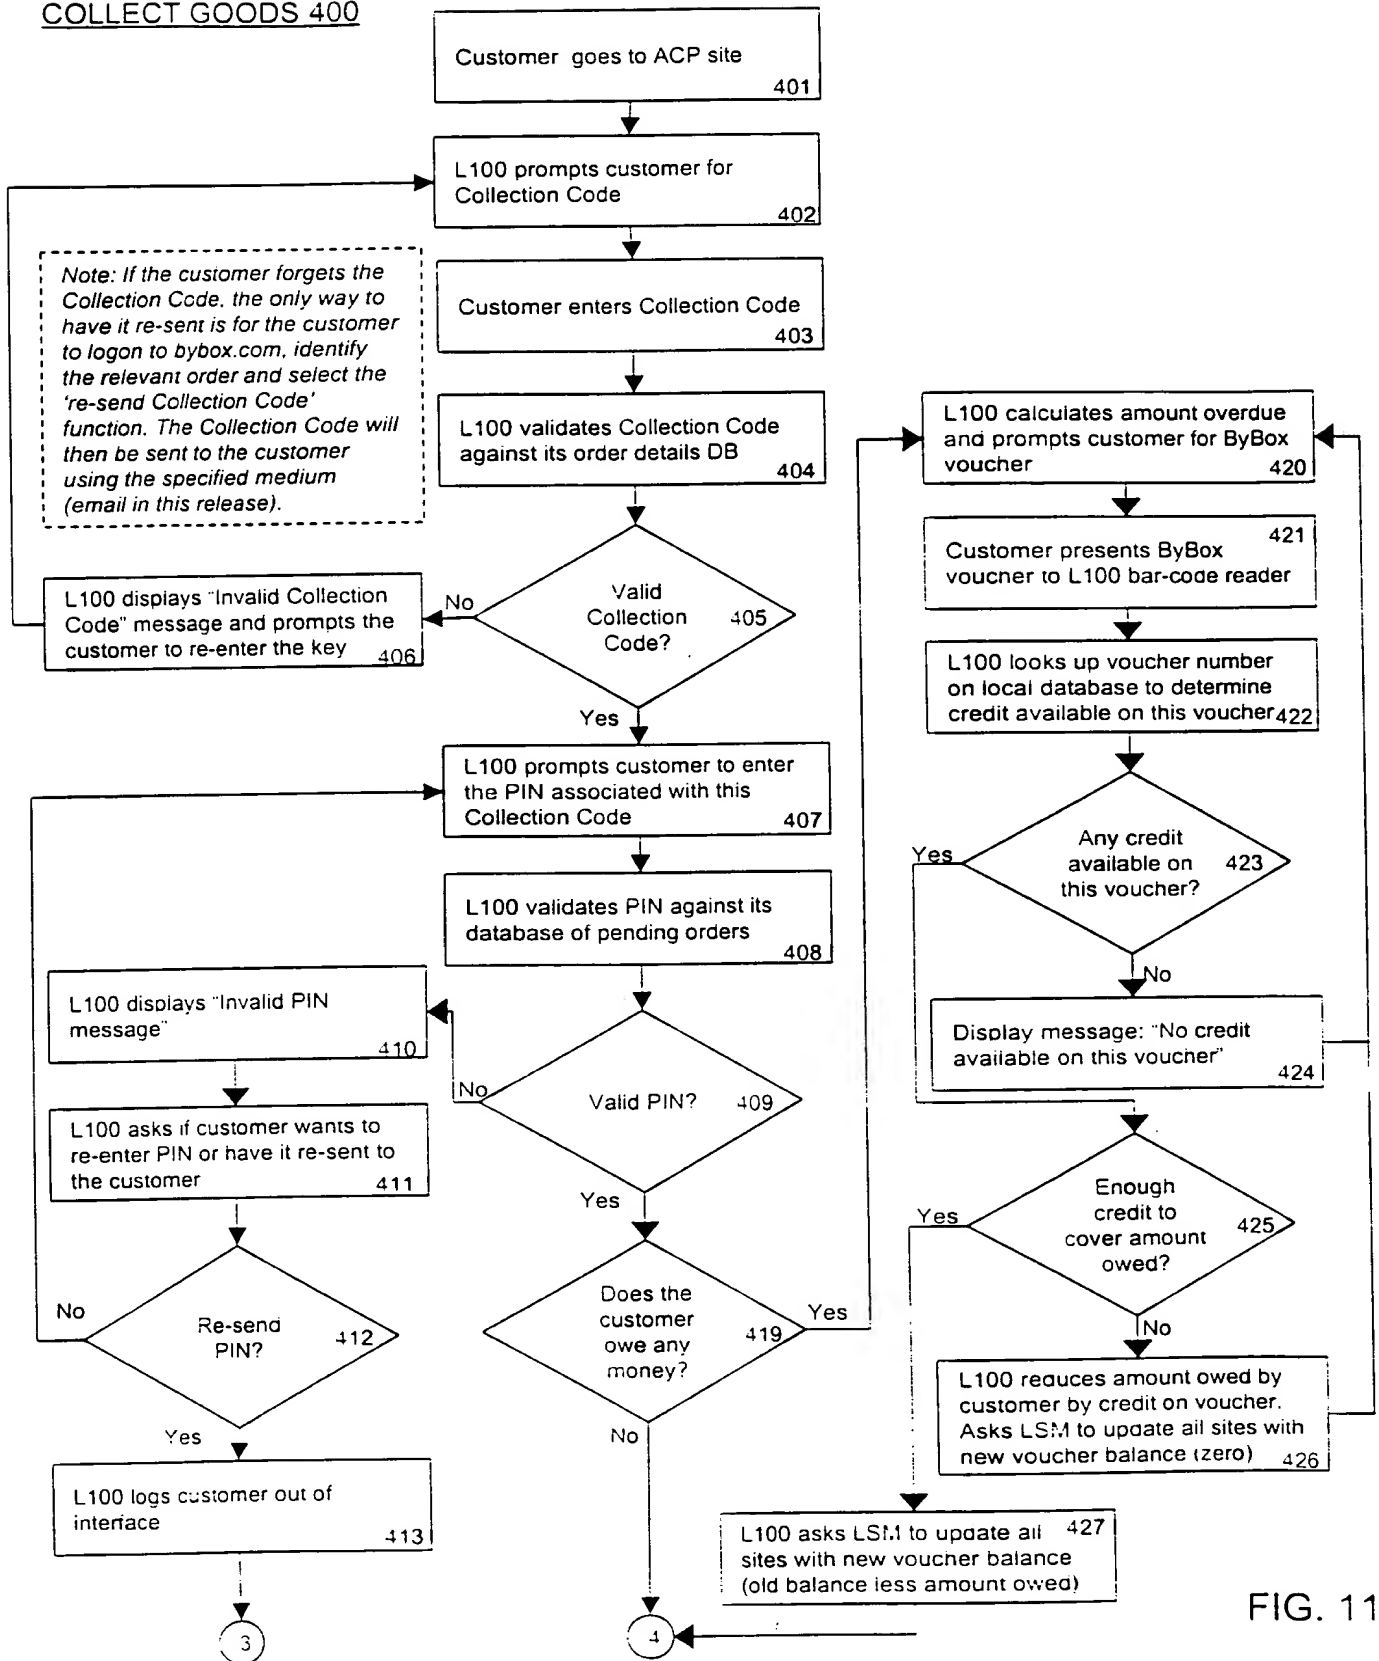 COLLECT GOODS 400
Customer goes to ACP site
401
L100 prompts customer for
Collection Code
402
Note: If the customer forgets the
Collection Code, the only way to
have it re-sent is for the customer
to logon to bybox.com, identify
the relevant order and select the
're-send Collection Code'
function. The Collection Code will
then be sent to the customer
using the specified medium
(email in this release).
Customer enters Collection Code
403
L100 validates Collection Code
against its order details DB
404
Valid
Collection
Code?
405
No
L100 displays "Invalid Collection
Code" message and prompts the
customer to re-enter the key
406
Yes
L100 prompts customer to enter
the PIN associated with this
Collection Code
407
L100 validates PIN against its
database of pending orders
408
Valid PIN?
409
No
L100 displays "Invalid PIN
message"
410
L100 asks if customer wants to
re-enter PIN or have it re-sent to
the customer
411
Re-send
PIN?
412
No
Yes
L100 logs customer out of
interface
413
3
Yes
Does the
customer
owe any
money?
419
Yes
No
4
L100 calculates amount overdue
and prompts customer for ByBox
voucher
420
421
Customer presents ByBox
voucher to L100 bar-code reader
L100 looks up voucher number
on local database to determine
credit available on this voucher
422
Any credit
available on
this voucher?
423
Yes
No
Display message: "No credit
available on this voucher"
424
Enough
credit to
cover amount
owed?
425
Yes
No
L100 reduces amount owed by
customer by credit on voucher.
Asks LSM to update all sites with
new voucher balance (zero)
426
L100 asks LSM to update all
sites with new voucher balance
(old balance less amount owed)
427
FIG. 11